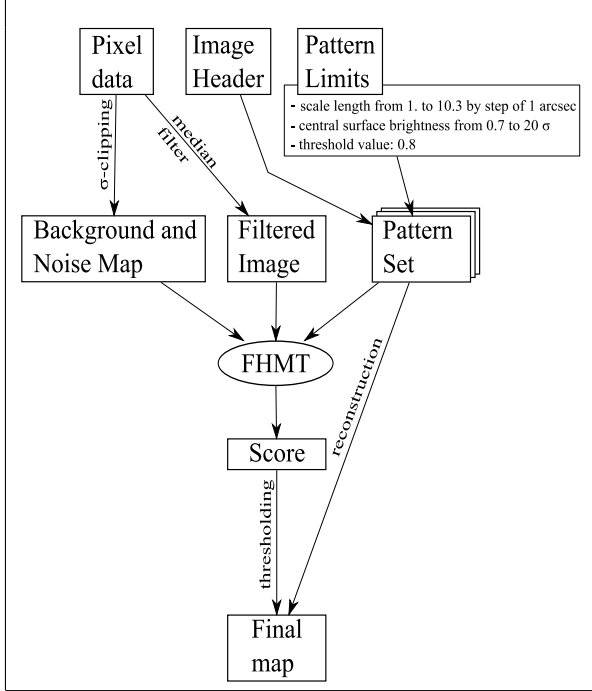 Pixel
data
Image
Header
Pattern
Limits
- scale length from 1. to 10.3 by step of 1 arcsec
- central surface brightness from 0.7 to 20 σ
- threshold value: 0.8
σ-clipping
median
filter
Background and
Noise Map
Filtered
Image
Pattern
Set
FHMT
reconstruction
Score
thresholding
Final
map